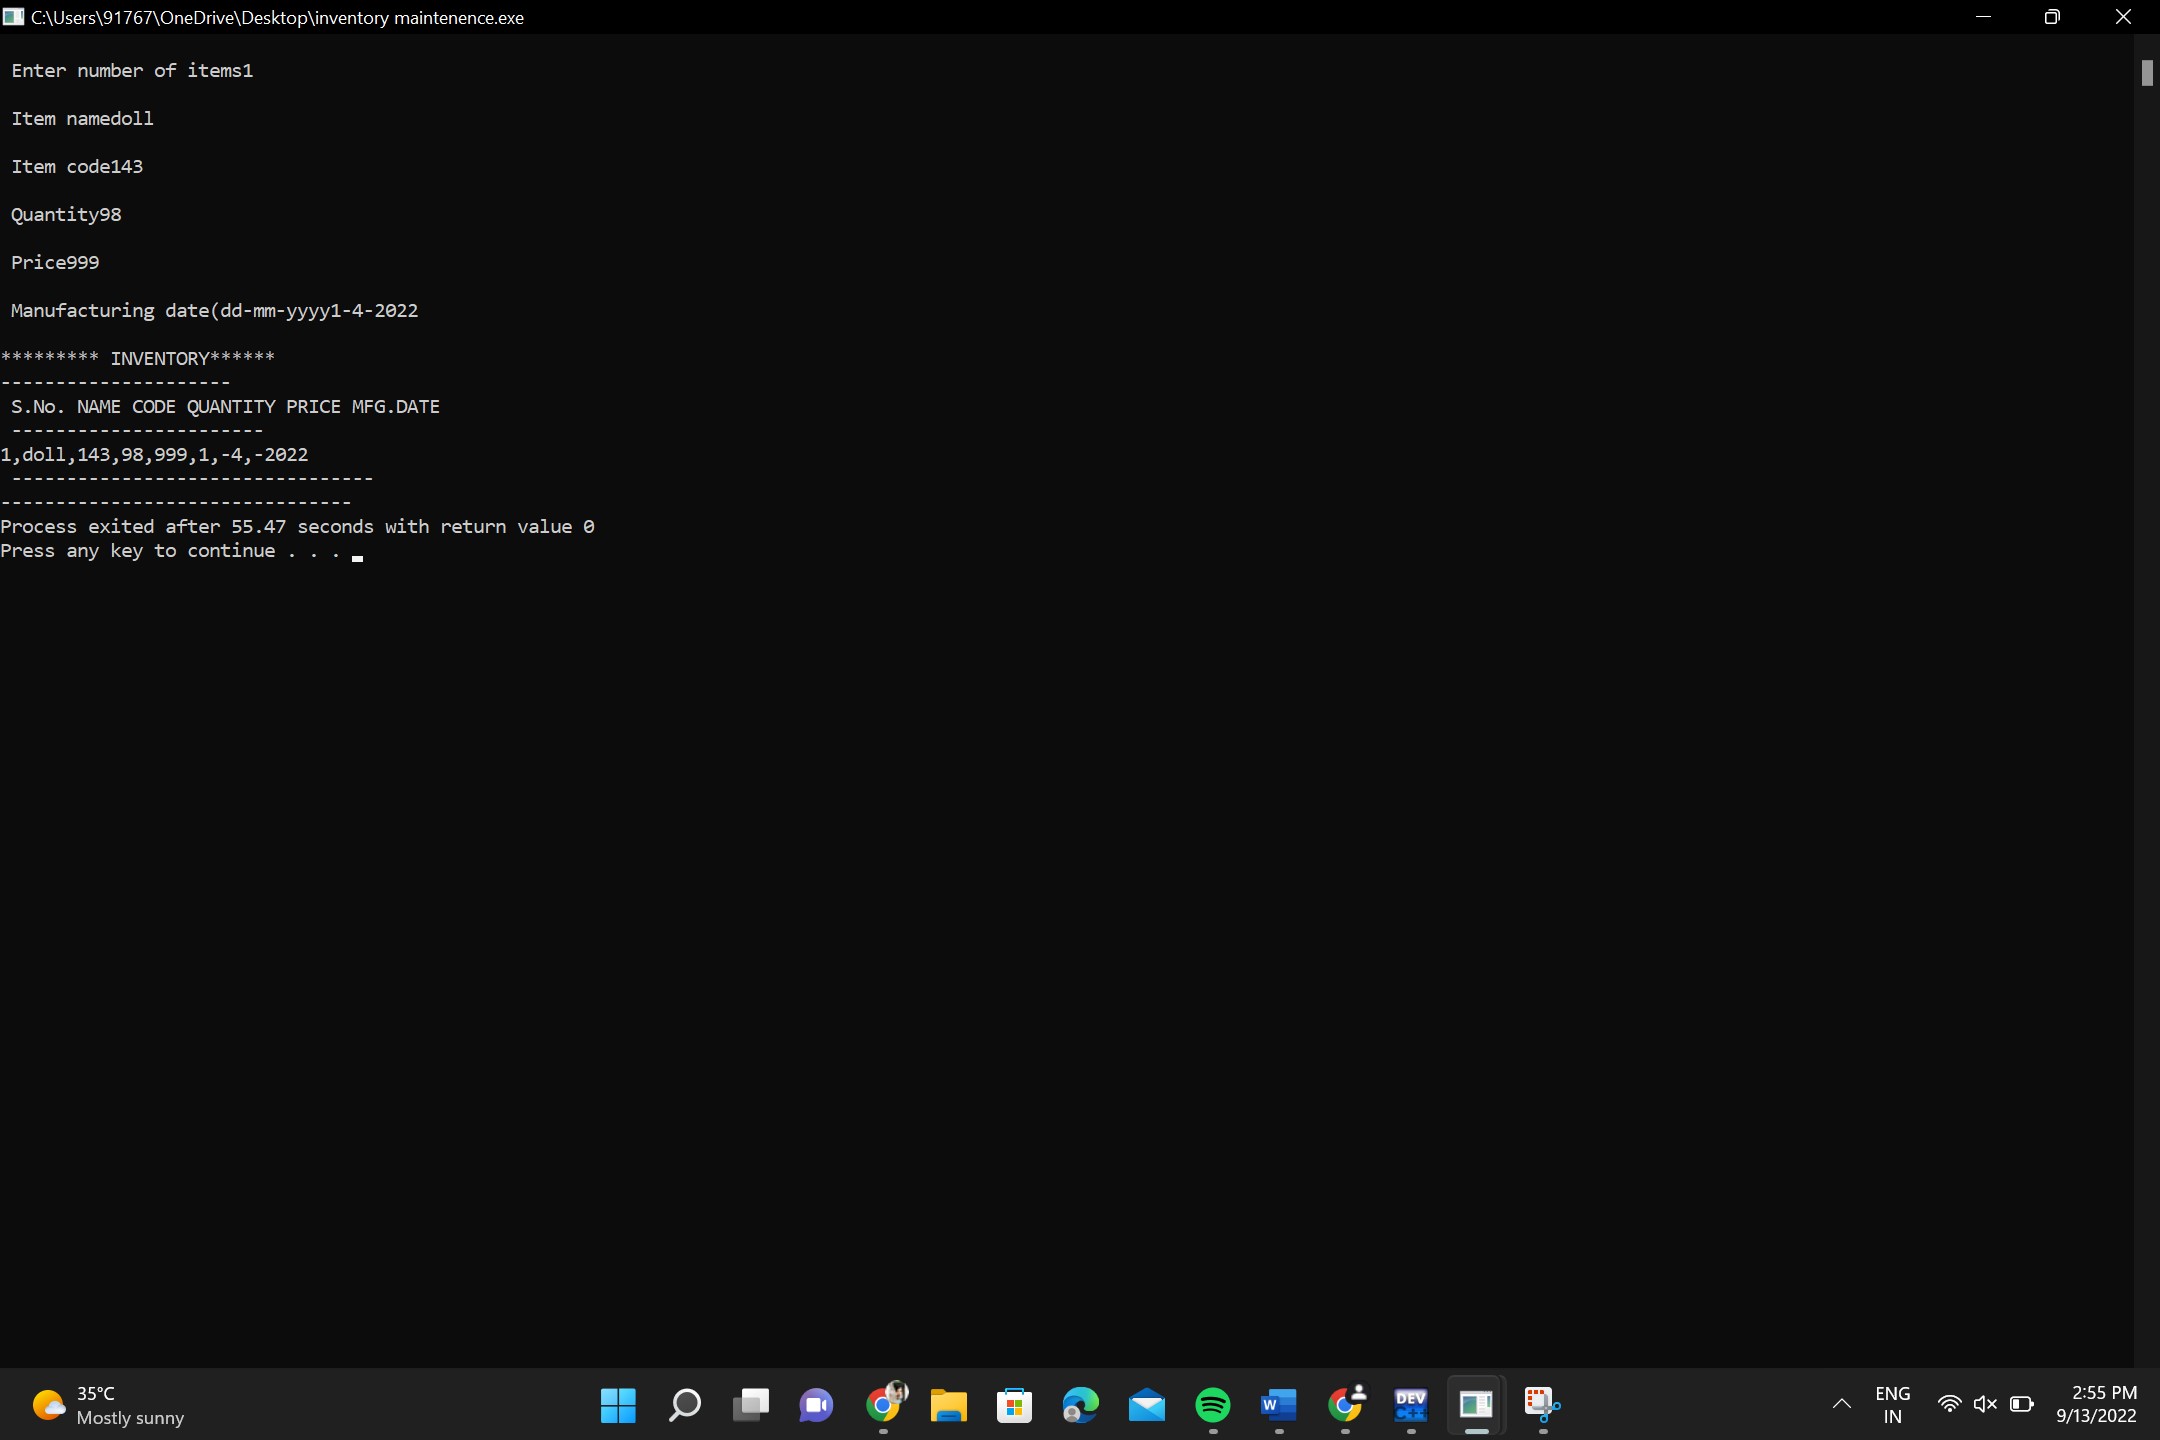 C:\Users\91767\OneDrive\Desktop\inventory maintenence.exe
Enter number of items1
Item namedoll
Item code143
Quantity98
Price999
Manufacturing date(dd-mm-yyyy1-4-2022
********* INVENTORY******
---------------------
S.No. NAME CODE QUANTITY PRICE MFG.DATE
-----------------------
1,doll,143,98,999,1,-4,-2022
---------------------------------
--------------------------------
Process exited after 55.47 seconds with return value 0
Press any key to continue . . .
35°C
Mostly sunny
W
DEV
C++
ENG
IN
2:55 PM
9/13/2022